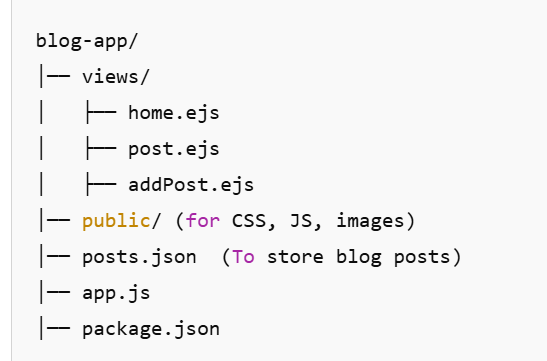 blog-app/
│── views/
│   ├── home.ejs
│   ├── post.ejs
│   ├── addPost.ejs
│── public/ (for CSS, JS, images)
│── posts.json  (To store blog posts)
│── app.js
│── package.json